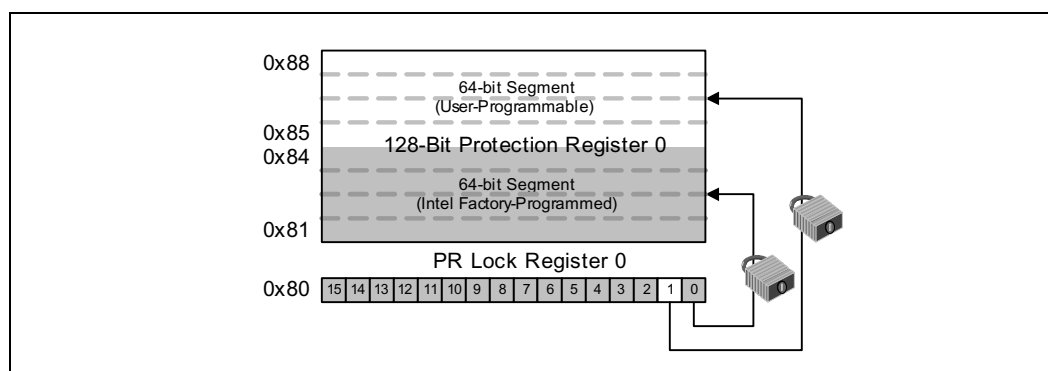 0x88
64-bit Segment
(User-Programmable)
0x85
128-Bit Protection Register 0
0x84
64-bit Segment
(Intel Factory-Programmed)
0x81
PR Lock Register 0
0x80 15 14 13 12 11 10 9 8 7 6 5 4 3 2 1 0